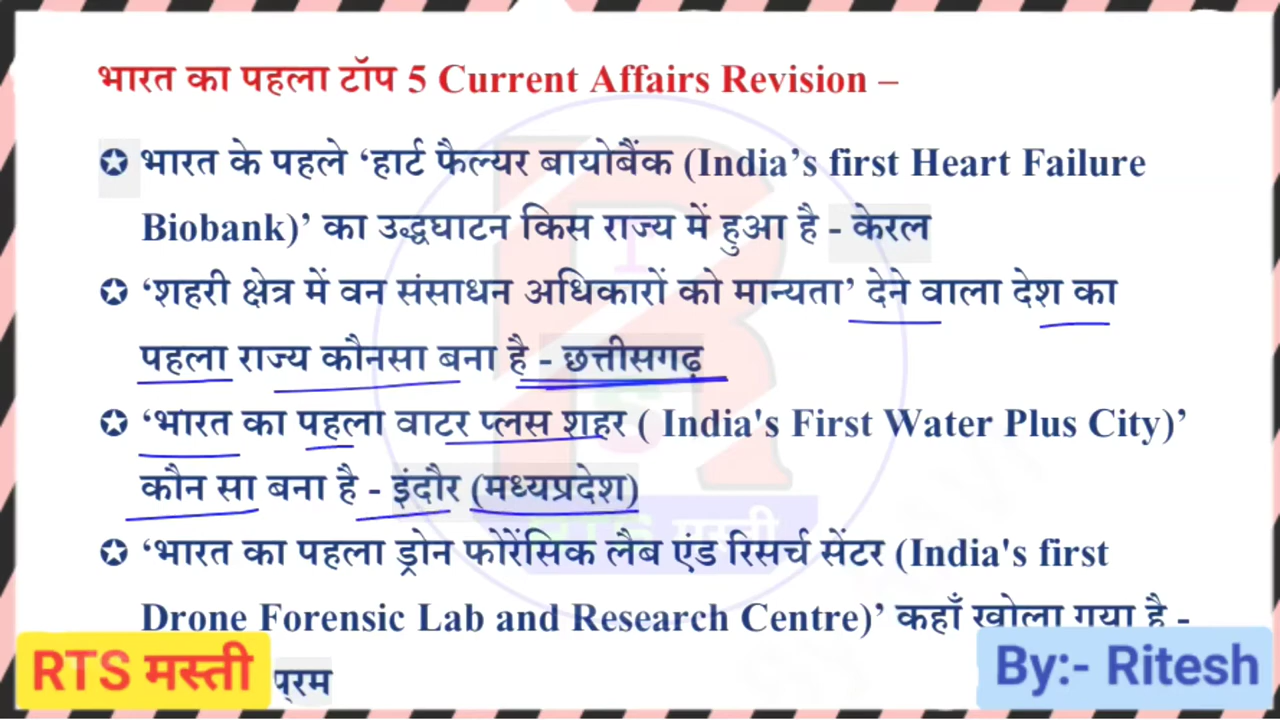 भारत का पहला टॉप 5 Current Affairs Revision –
✪ भारत के पहले ‘हार्ट फैल्यर बायोबैंक (India’s first Heart Failure
Biobank)’ का उद्धघाटन किस राज्य में हुआ है - केरल
✪ ‘शहरी क्षेत्र में वन संसाधन अधिकारों को मान्यता’ देने वाला देश का
पहला राज्य कौनसा बना है - छत्तीसगढ़
✪ ‘भारत का पहला वाटर प्लस शहर ( India's First Water Plus City)’
कौन सा बना है - इंदौर (मध्यप्रदेश)
✪ ‘भारत का पहला ड्रोन फोरेंसिक लैब एंड रिसर्च सेंटर (India's first
Drone Forensic Lab and Research Centre)’ कहाँ खोला गया है -
RTS मस्ती
By:- Ritesh